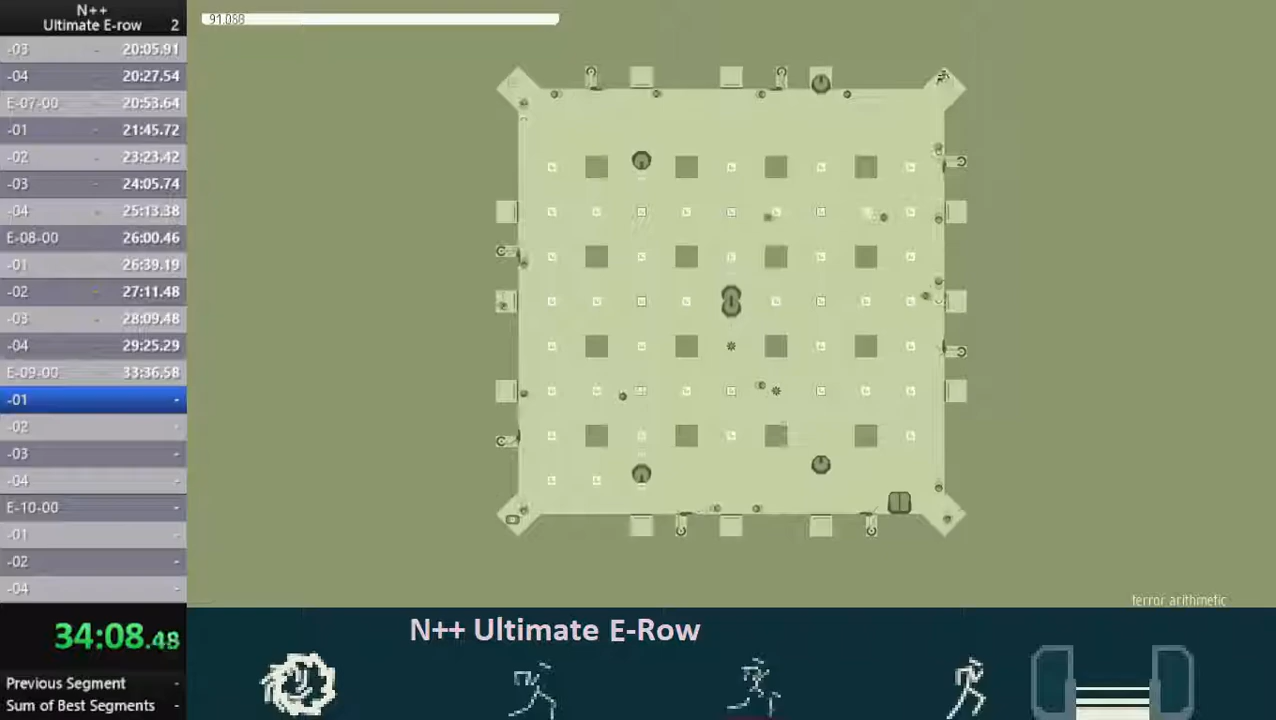 N++
Ultimate E-row 2
-03 - 20:05.91
-04 - 20:27.54
E-07-00 - 20:53.64
-01 - 21:45.72
-02 - 23:23.42
-03 - 24:05.74
-04 - 25:13.38
E-08-00 - 26:00.46
-01 - 26:39.19
-02 - 27:11.48
-03 - 28:09.48
-04 - 29:25.29
E-09-00 - 33:36.58
-01 -
-02 -
-03 -
-04 -
E-10-00 -
-01 -
-02 -
-04 -
34:08.48
Previous Segment -
Sum of Best Segments -
91.088
terror arithmetic
N++ Ultimate E-Row